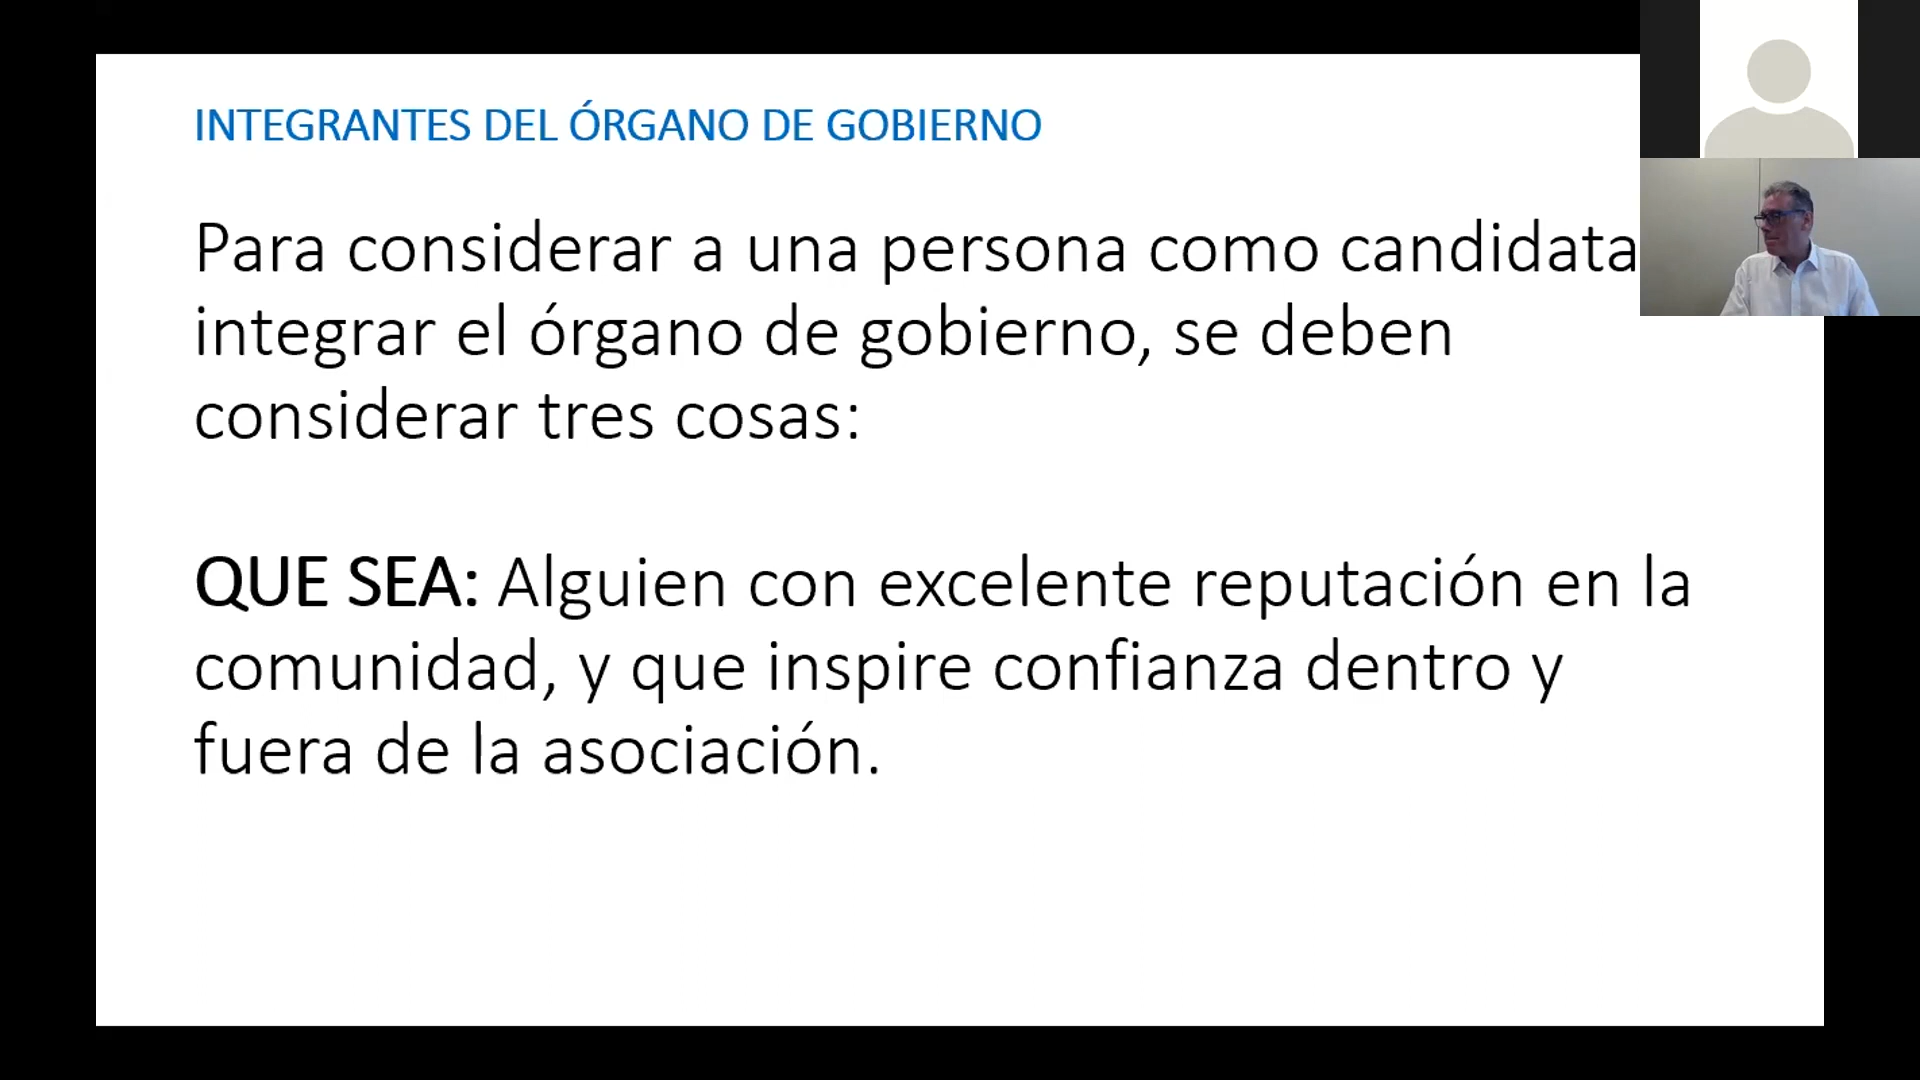 INTEGRANTES DEL ÓRGANO DE GOBIERNO
Para considerar a una persona como candidata
integrar el órgano de gobierno, se deben
considerar tres cosas:
QUE SEA: Alguien con excelente reputación en la
comunidad, y que inspire confianza dentro y
fuera de la asociación.